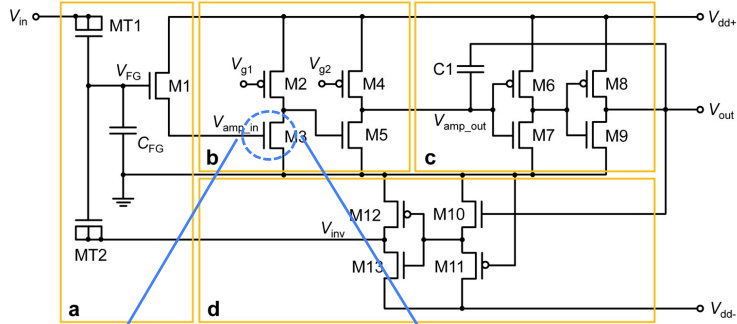 Vin
MT1
Vdd+
Vg1
Vg2
VFG
M1
M2
M4
C1
M6
M8
Vamp_in
CFG
M3
M5
Vamp_out
M7
M9
Vout
b
c
M12
M10
Vinv
MT2
M13
M11
a
d
Vdd-